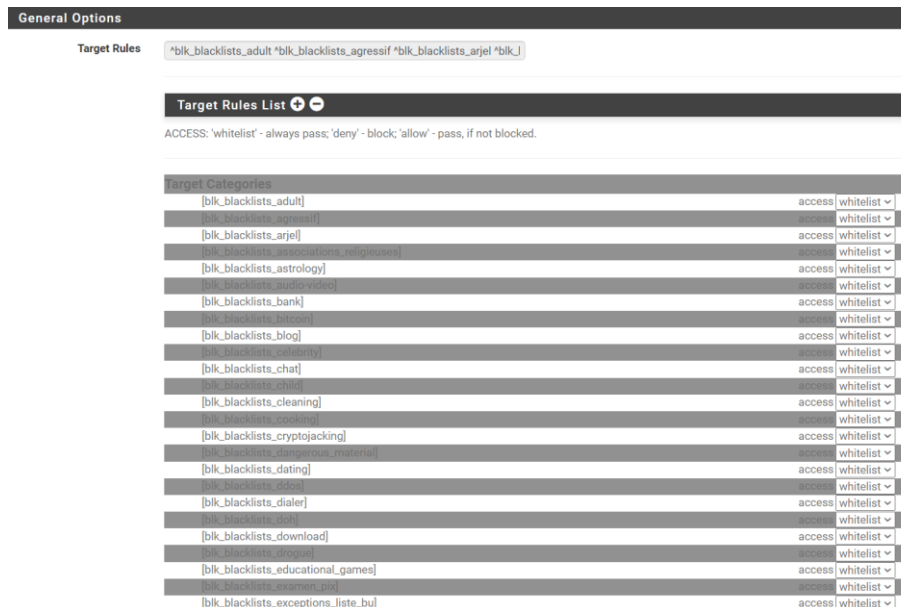 General Options
Target Rules
^blk_blacklists_adult ^blk_blacklists_agressif ^blk_blacklists_arjel ^blk_l
Target Rules List
ACCESS: 'whitelist' - always pass; 'deny' - block; 'allow' - pass, if not blocked.
Target Categories
[blk_blacklists_adult] access whitelist
[blk_blacklists_agressif] access whitelist
[blk_blacklists_arjel] access whitelist
[blk_blacklists_associations_religieuses] access whitelist
[blk_blacklists_astrology] access whitelist
[blk_blacklists_audio-video] access whitelist
[blk_blacklists_bank] access whitelist
[blk_blacklists_bitcoin] access whitelist
[blk_blacklists_blog] access whitelist
[blk_blacklists_celebrity] access whitelist
[blk_blacklists_chat] access whitelist
[blk_blacklists_child] access whitelist
[blk_blacklists_cleaning] access whitelist
[blk_blacklists_cooking] access whitelist
[blk_blacklists_cryptojacking] access whitelist
[blk_blacklists_dangerous_material] access whitelist
[blk_blacklists_dating] access whitelist
[blk_blacklists_ddos] access whitelist
[blk_blacklists_dialer] access whitelist
[blk_blacklists_doh] access whitelist
[blk_blacklists_download] access whitelist
[blk_blacklists_drogue] access whitelist
[blk_blacklists_educational_games] access whitelist
[blk_blacklists_examen_pix] access whitelist
[blk_blacklists_exceptions_liste_bu] access whitelist